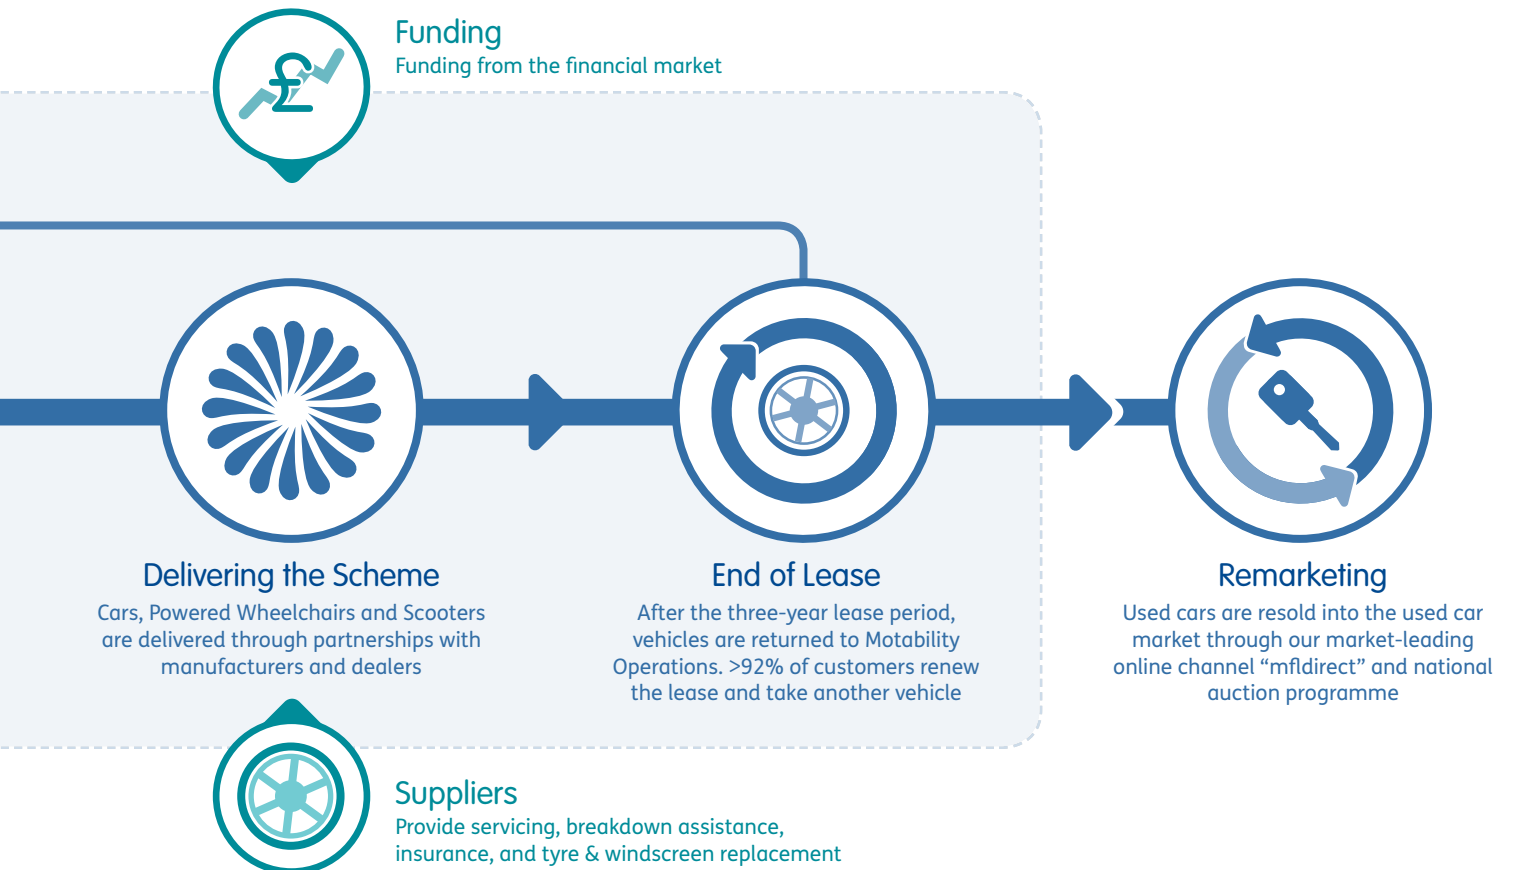 Funding
Funding from the financial market
Delivering the Scheme
Cars, Powered Wheelchairs and Scooters
are delivered through partnerships with
manufacturers and dealers
End of Lease
After the three-year lease period,
vehicles are returned to Motability
Operations. >92% of customers renew
the lease and take another vehicle
Remarketing
Used cars are resold into the used car
market through our market-leading
online channel “mfldirect” and national
auction programme
Suppliers
Provide servicing, breakdown assistance,
insurance, and tyre & windscreen replacement